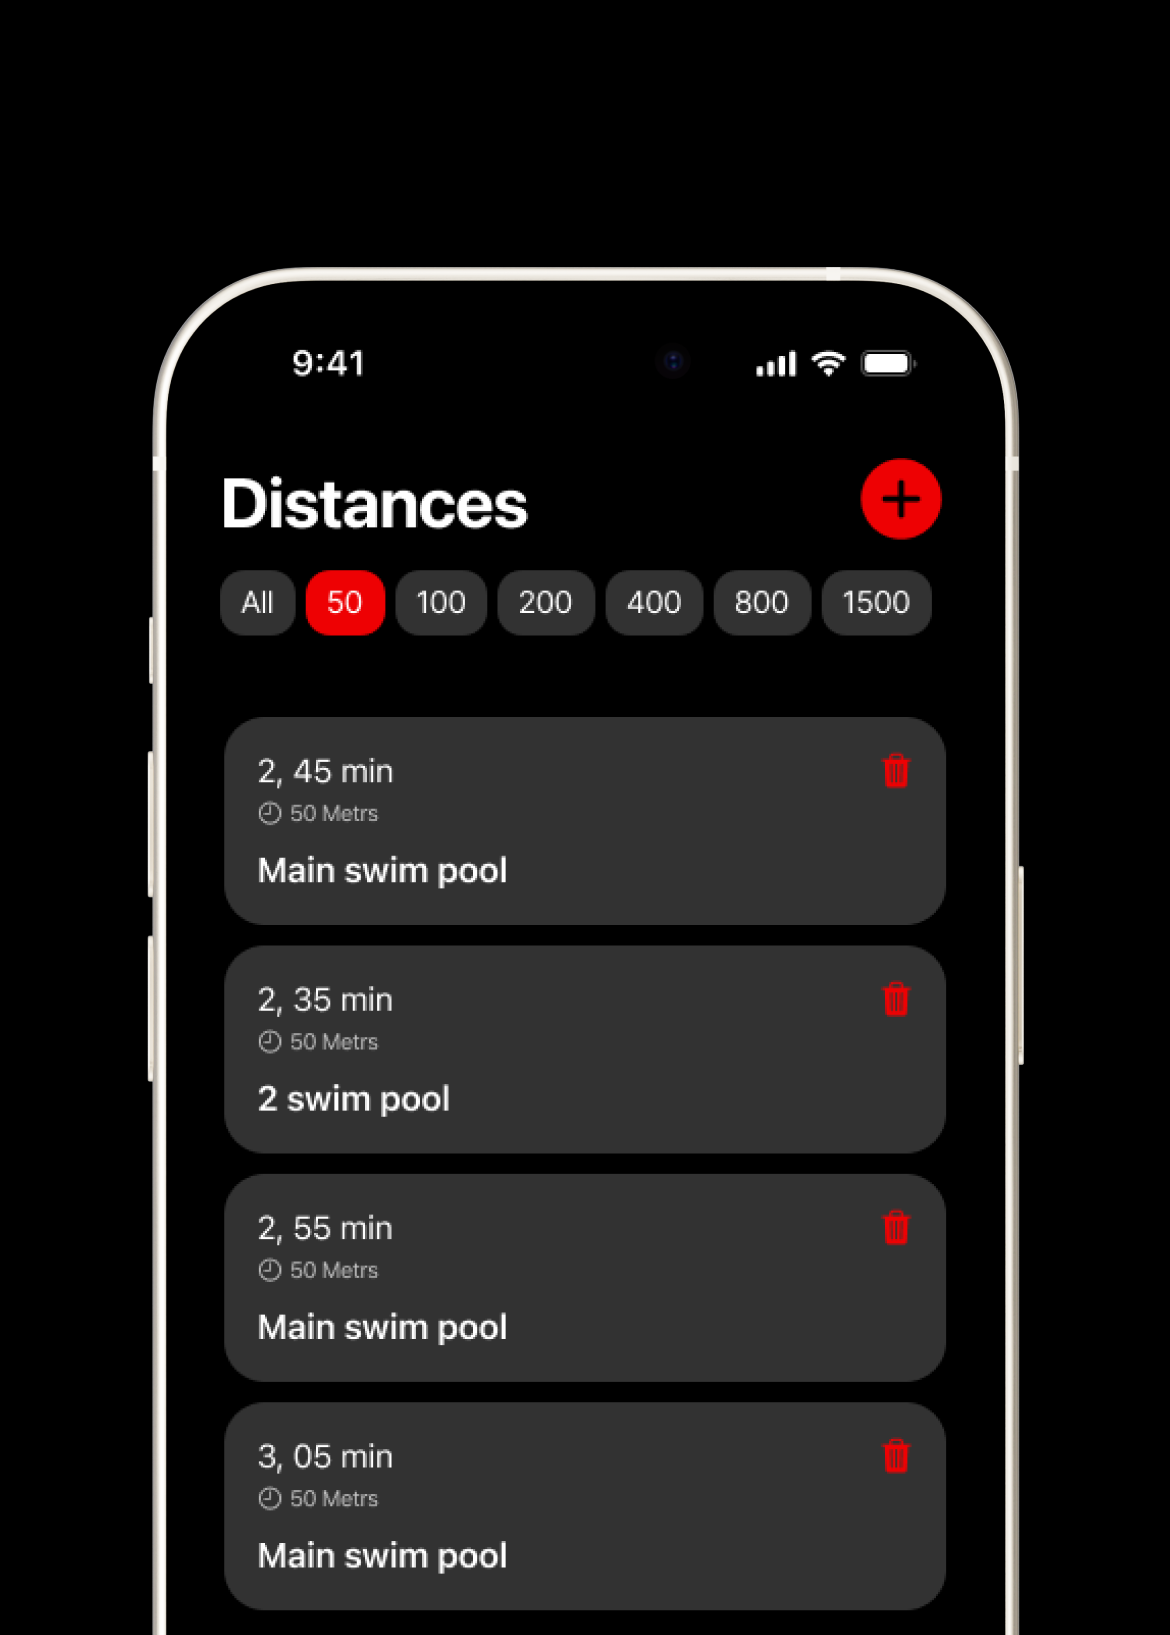 9:41
Distances
All 50 100 200 400 800 1500
2, 45 min
50 Metrs
Main swim pool
2, 35 min
50 Metrs
2 swim pool
2, 55 min
50 Metrs
Main swim pool
3, 05 min
50 Metrs
Main swim pool